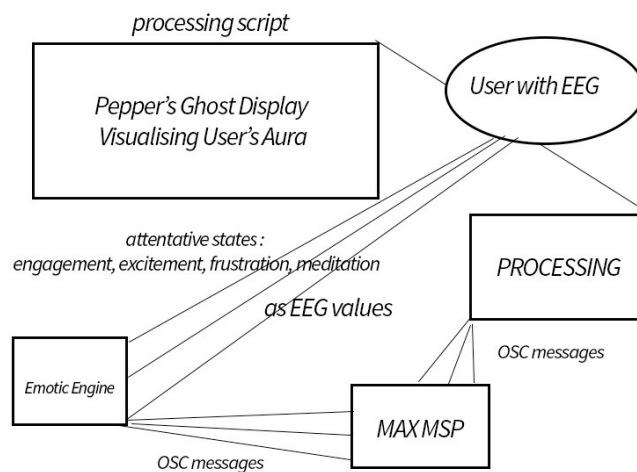 processing script
Pepper's Ghost Display
Visualising User's Aura
User with EEG
attentative states :
engagement, excitement, frustration, meditation
as EEG values
PROCESSING
OSC messages
Emotic Engine
MAX MSP
OSC messages